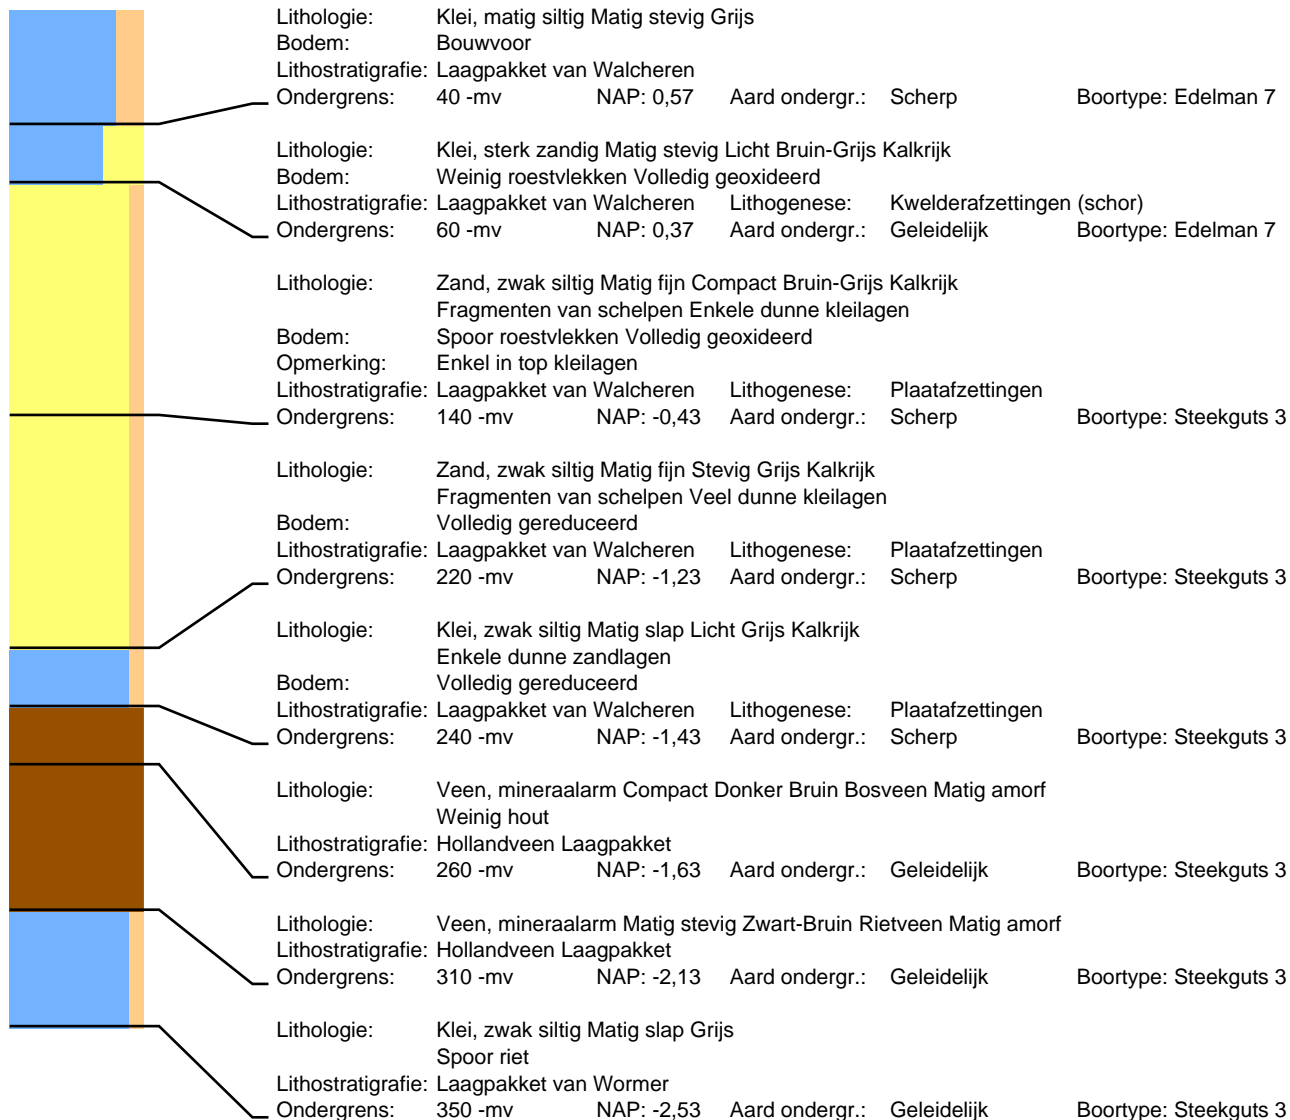 Lithologie: Klei, matig siltig Matig stevig Grijs
Bodem: Bouwvoor
Lithostratigrafie: Laagpakket van Walcheren
Ondergrens: 40 -mv NAP: 0,57 Aard ondergr.: Scherp Boortype: Edelman 7
Lithologie: Klei, sterk zandig Matig stevig Licht Bruin-Grijs Kalkrijk
Bodem: Weinig roestvlekken Volledig geoxideerd
Lithostratigrafie: Laagpakket van Walcheren Lithogenese: Kwelderafzettingen (schor)
Ondergrens: 60 -mv NAP: 0,37 Aard ondergr.: Geleidelijk Boortype: Edelman 7
Lithologie: Zand, zwak siltig Matig fijn Compact Bruin-Grijs Kalkrijk
Fragmenten van schelpen Enkele dunne kleilagen
Bodem: Spoor roestvlekken Volledig geoxideerd
Opmerking: Enkel in top kleilagen
Lithostratigrafie: Laagpakket van Walcheren Lithogenese: Plaatafzettingen
Ondergrens: 140 -mv NAP: -0,43 Aard ondergr.: Scherp Boortype: Steekguts 3
Lithologie: Zand, zwak siltig Matig fijn Stevig Grijs Kalkrijk
Fragmenten van schelpen Veel dunne kleilagen
Bodem: Volledig gereduceerd
Lithostratigrafie: Laagpakket van Walcheren Lithogenese: Plaatafzettingen
Ondergrens: 220 -mv NAP: -1,23 Aard ondergr.: Scherp Boortype: Steekguts 3
Lithologie: Klei, zwak siltig Matig slap Licht Grijs Kalkrijk
Enkele dunne zandlagen
Bodem: Volledig gereduceerd
Lithostratigrafie: Laagpakket van Walcheren Lithogenese: Plaatafzettingen
Ondergrens: 240 -mv NAP: -1,43 Aard ondergr.: Scherp Boortype: Steekguts 3
Lithologie: Veen, mineraalarm Compact Donker Bruin Bosveen Matig amorf
Weinig hout
Lithostratigrafie: Hollandveen Laagpakket
Ondergrens: 260 -mv NAP: -1,63 Aard ondergr.: Geleidelijk Boortype: Steekguts 3
Lithologie: Veen, mineraalarm Matig stevig Zwart-Bruin Rietveen Matig amorf
Lithostratigrafie: Hollandveen Laagpakket
Ondergrens: 310 -mv NAP: -2,13 Aard ondergr.: Geleidelijk Boortype: Steekguts 3
Lithologie: Klei, zwak siltig Matig slap Grijs
Spoor riet
Lithostratigrafie: Laagpakket van Wormer
Ondergrens: 350 -mv NAP: -2,53 Aard ondergr.: Geleidelijk Boortype: Steekguts 3